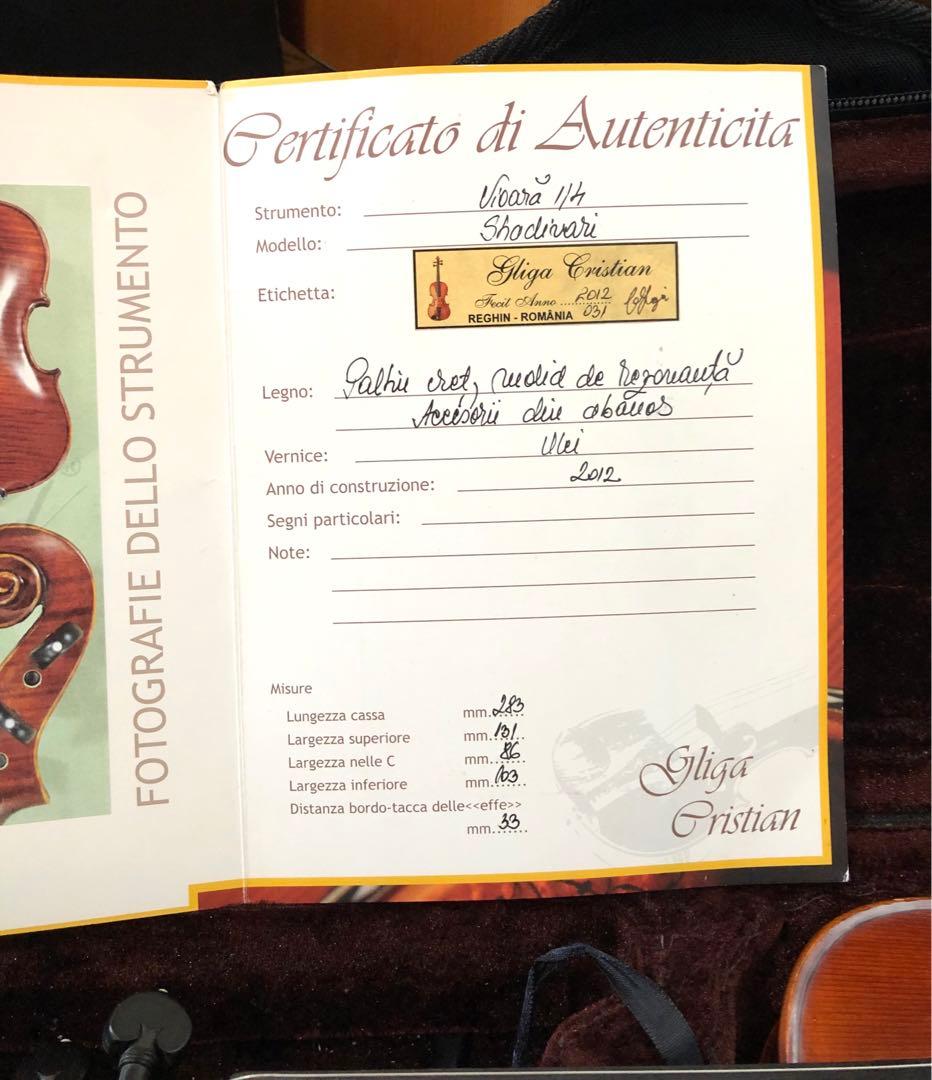 Certificato di Autenticita
Strumento: Vioară 1/4
Modello: Stradivari
Etichetta: Gliga Cristian
Fecit Anno ...2012
REGHIN - ROMÂNIA 031
Legno: Paltin creț, molid de rezonanță
Accesorii din abanos
Vernice: Ulei
Anno di construzione: 2012
Segni particolari:
Note:
Misure
Lungezza cassa mm.283
Largezza superiore mm.131
Largezza nelle C mm.86
Largezza inferiore mm.163
Distanza bordo-tacca delle<<effe>>
mm.33
Gliga
Cristian
FOTOGRAFIE DELLO STRUMENTO